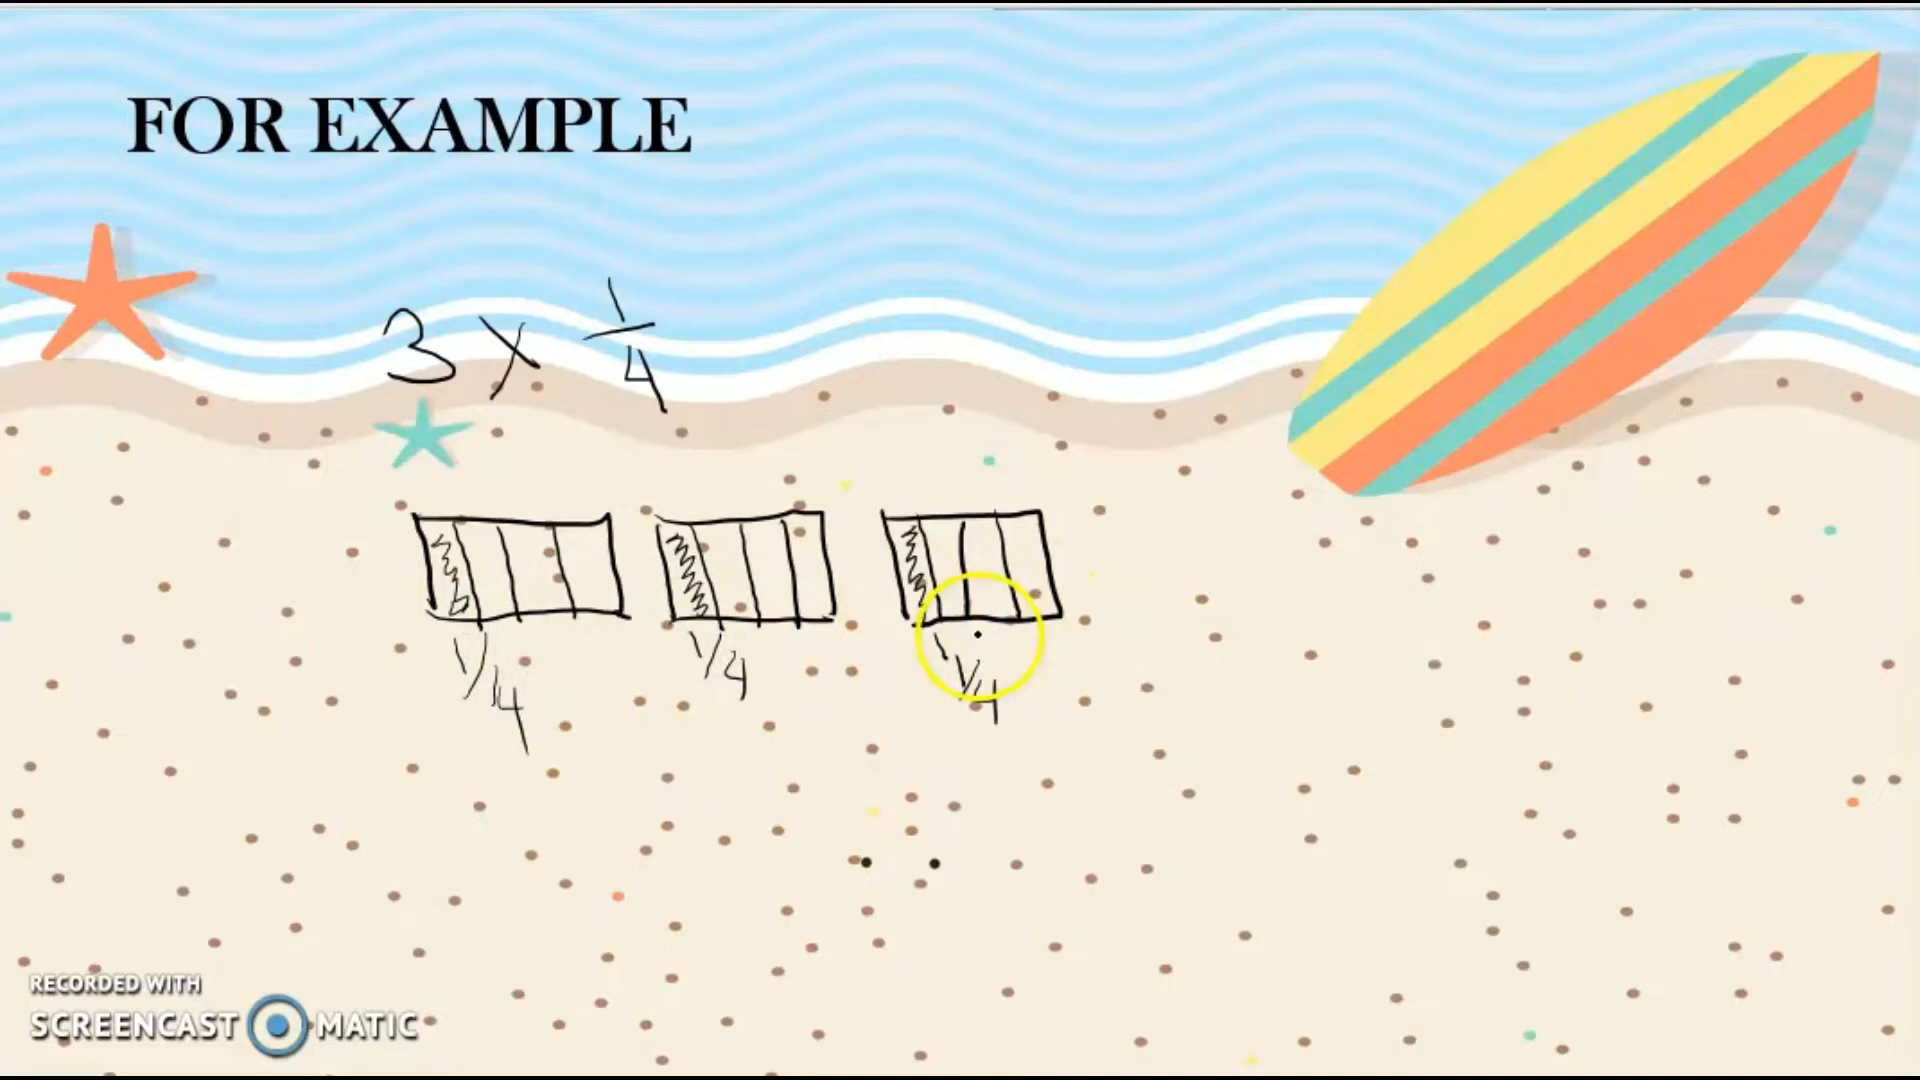 FOR EXAMPLE
3 x 1/4
1/4 1/4 1/4
RECORDED WITH
SCREENCAST MATIC